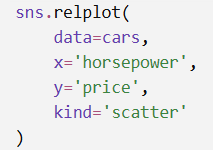 sns.relplot(
    data=cars,
    x='horsepower',
    y='price',
    kind='scatter'
)